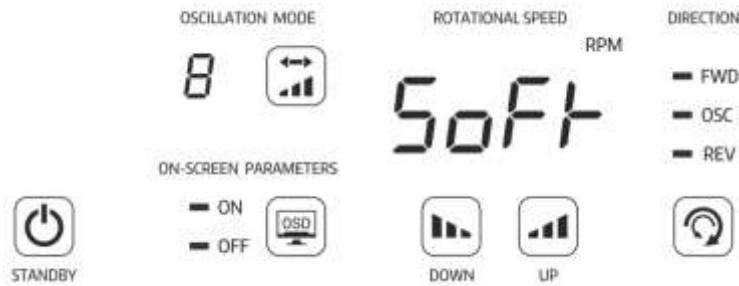 OSCILLATION MODE
ROTATIONAL SPEED
DIRECTION
RPM
8
SoFt
FWD
OSC
REV
ON-SCREEN PARAMETERS
ON
OFF
OSD
STANDBY
DOWN
UP